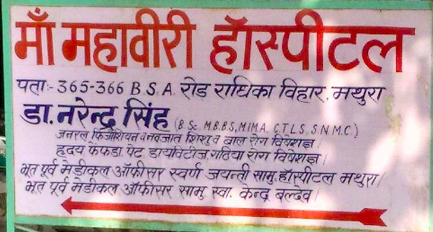 माँ महावीरी हॉस्पीटल
पता:- 365-366 B.S.A. रोड राधिका विहार, मथुरा
डा. नरेन्द्र सिंह (B.Sc. M.B.B.S, M.I.M.A. C.T.L.S. S.N.M.C.)
जनरल फिजीशियन व नवजात शिशु व बाल रोग विशेषज्ञ।
हृदय फेफड़ा पेट डायबिटीज, गठिया रोग विशेषज्ञ।
भूत पूर्व मेडीकल ऑफीसर स्वर्ण जयन्ती सामु. हॉस्पीटल मथुरा।
भूत पूर्व मेडीकल ऑफीसर सामु. स्वा. केन्द्र बल्देव।